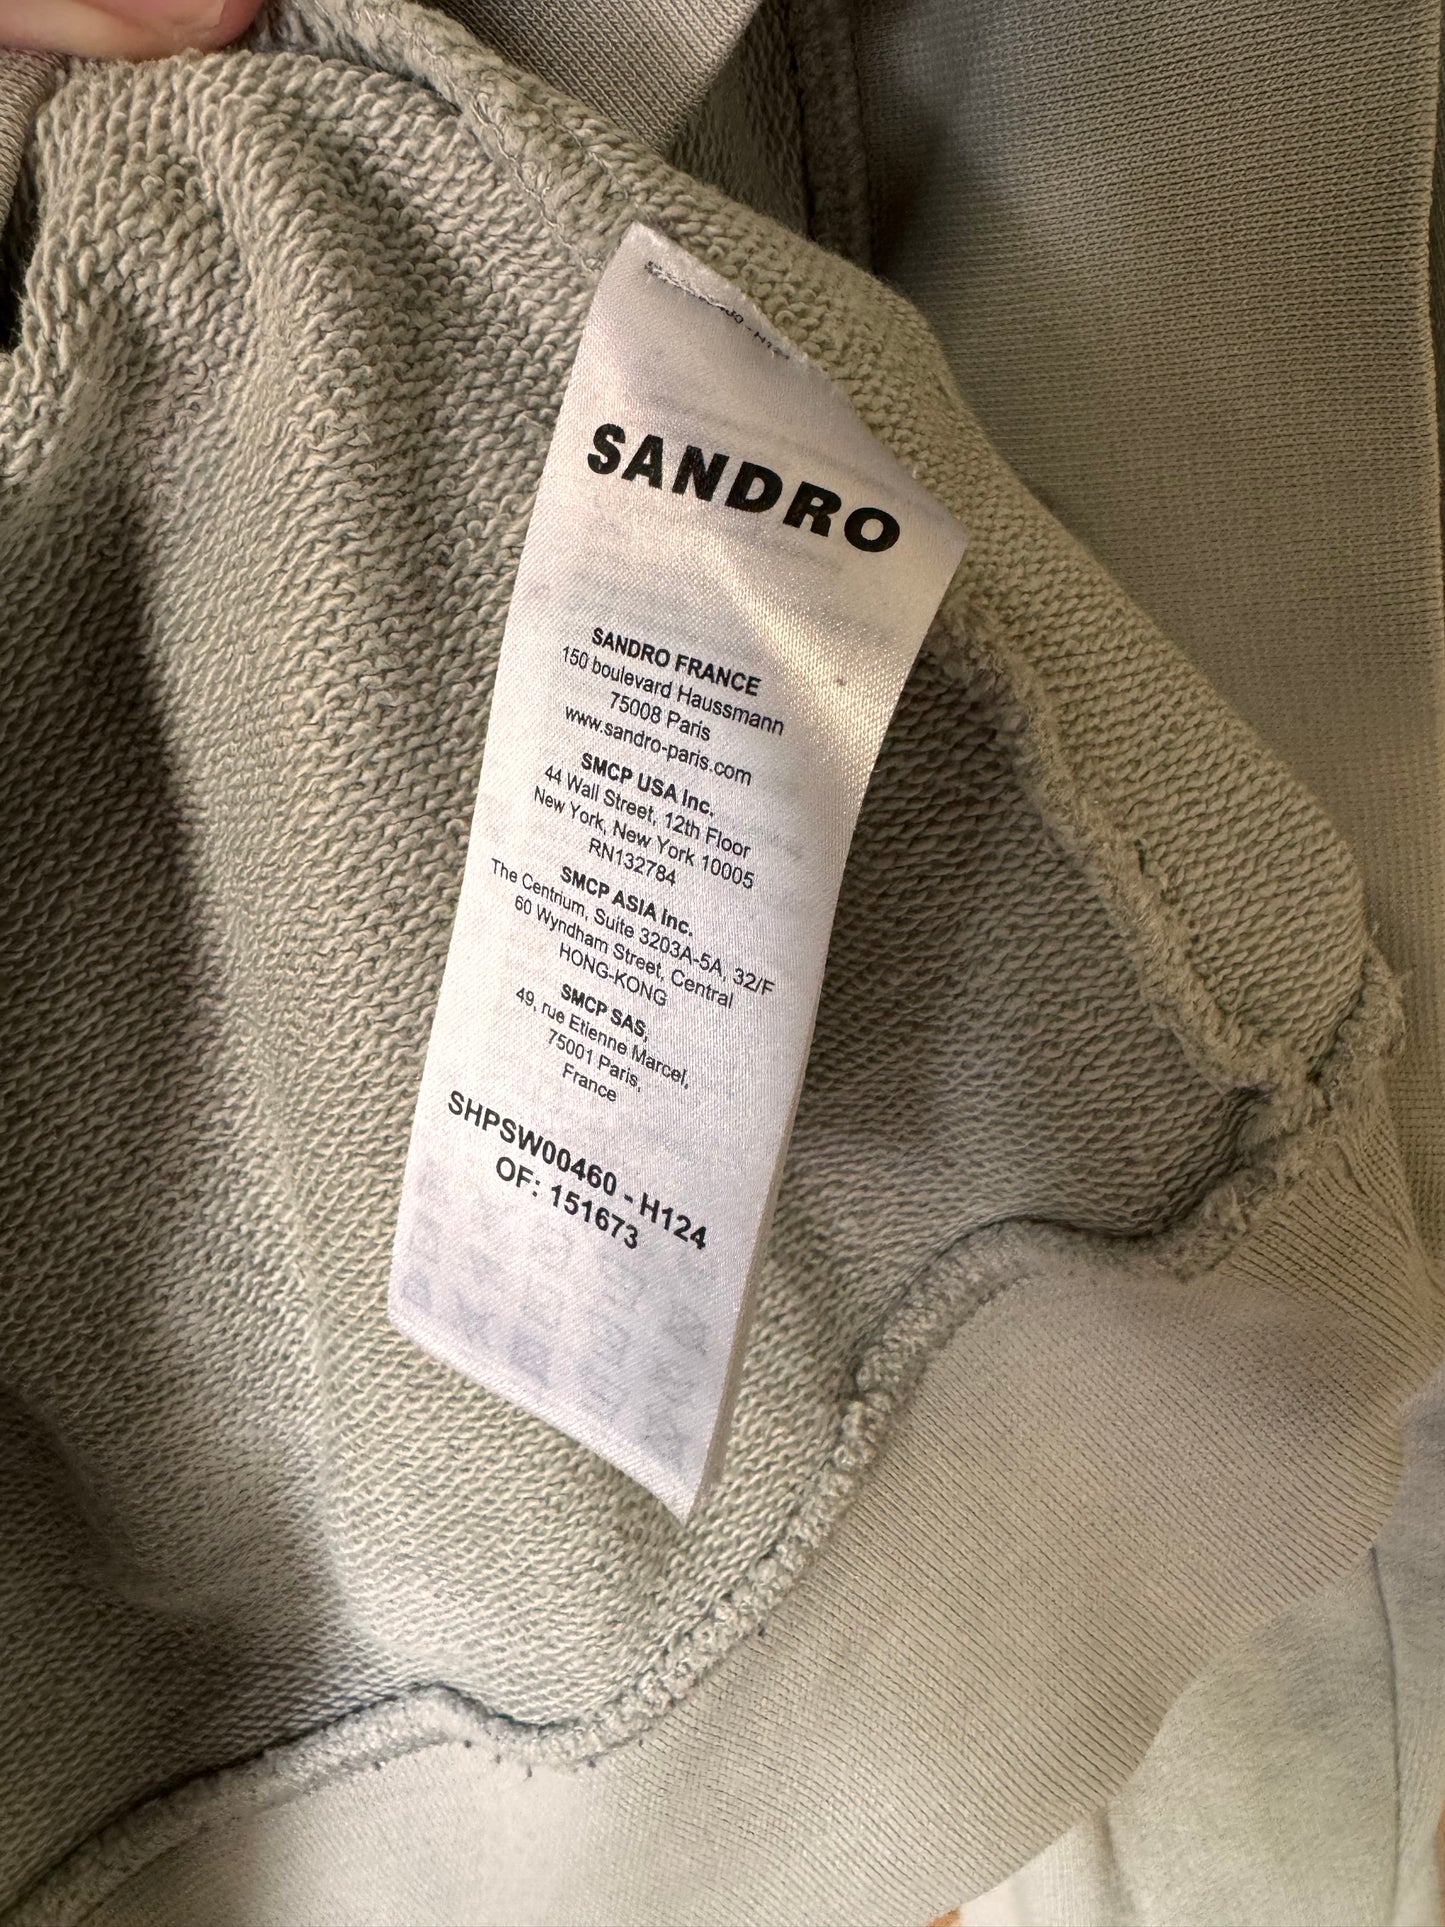 SANDRO
SANDRO FRANCE
150 boulevard Haussmann
75008 Paris
www.sandro-paris.com
SMCP USA Inc.
44 Wall Street, 12th Floor
New York, New York 10005
RN132784
SMCP ASIA Inc.
The Centrium, Suite 3203A-5A, 32/F
60 Wyndham Street, Central
HONG-KONG
SMCP SAS,
49, rue Etienne Marcel,
75001 Paris,
France
SHPSW00460 - H124
OF: 151673